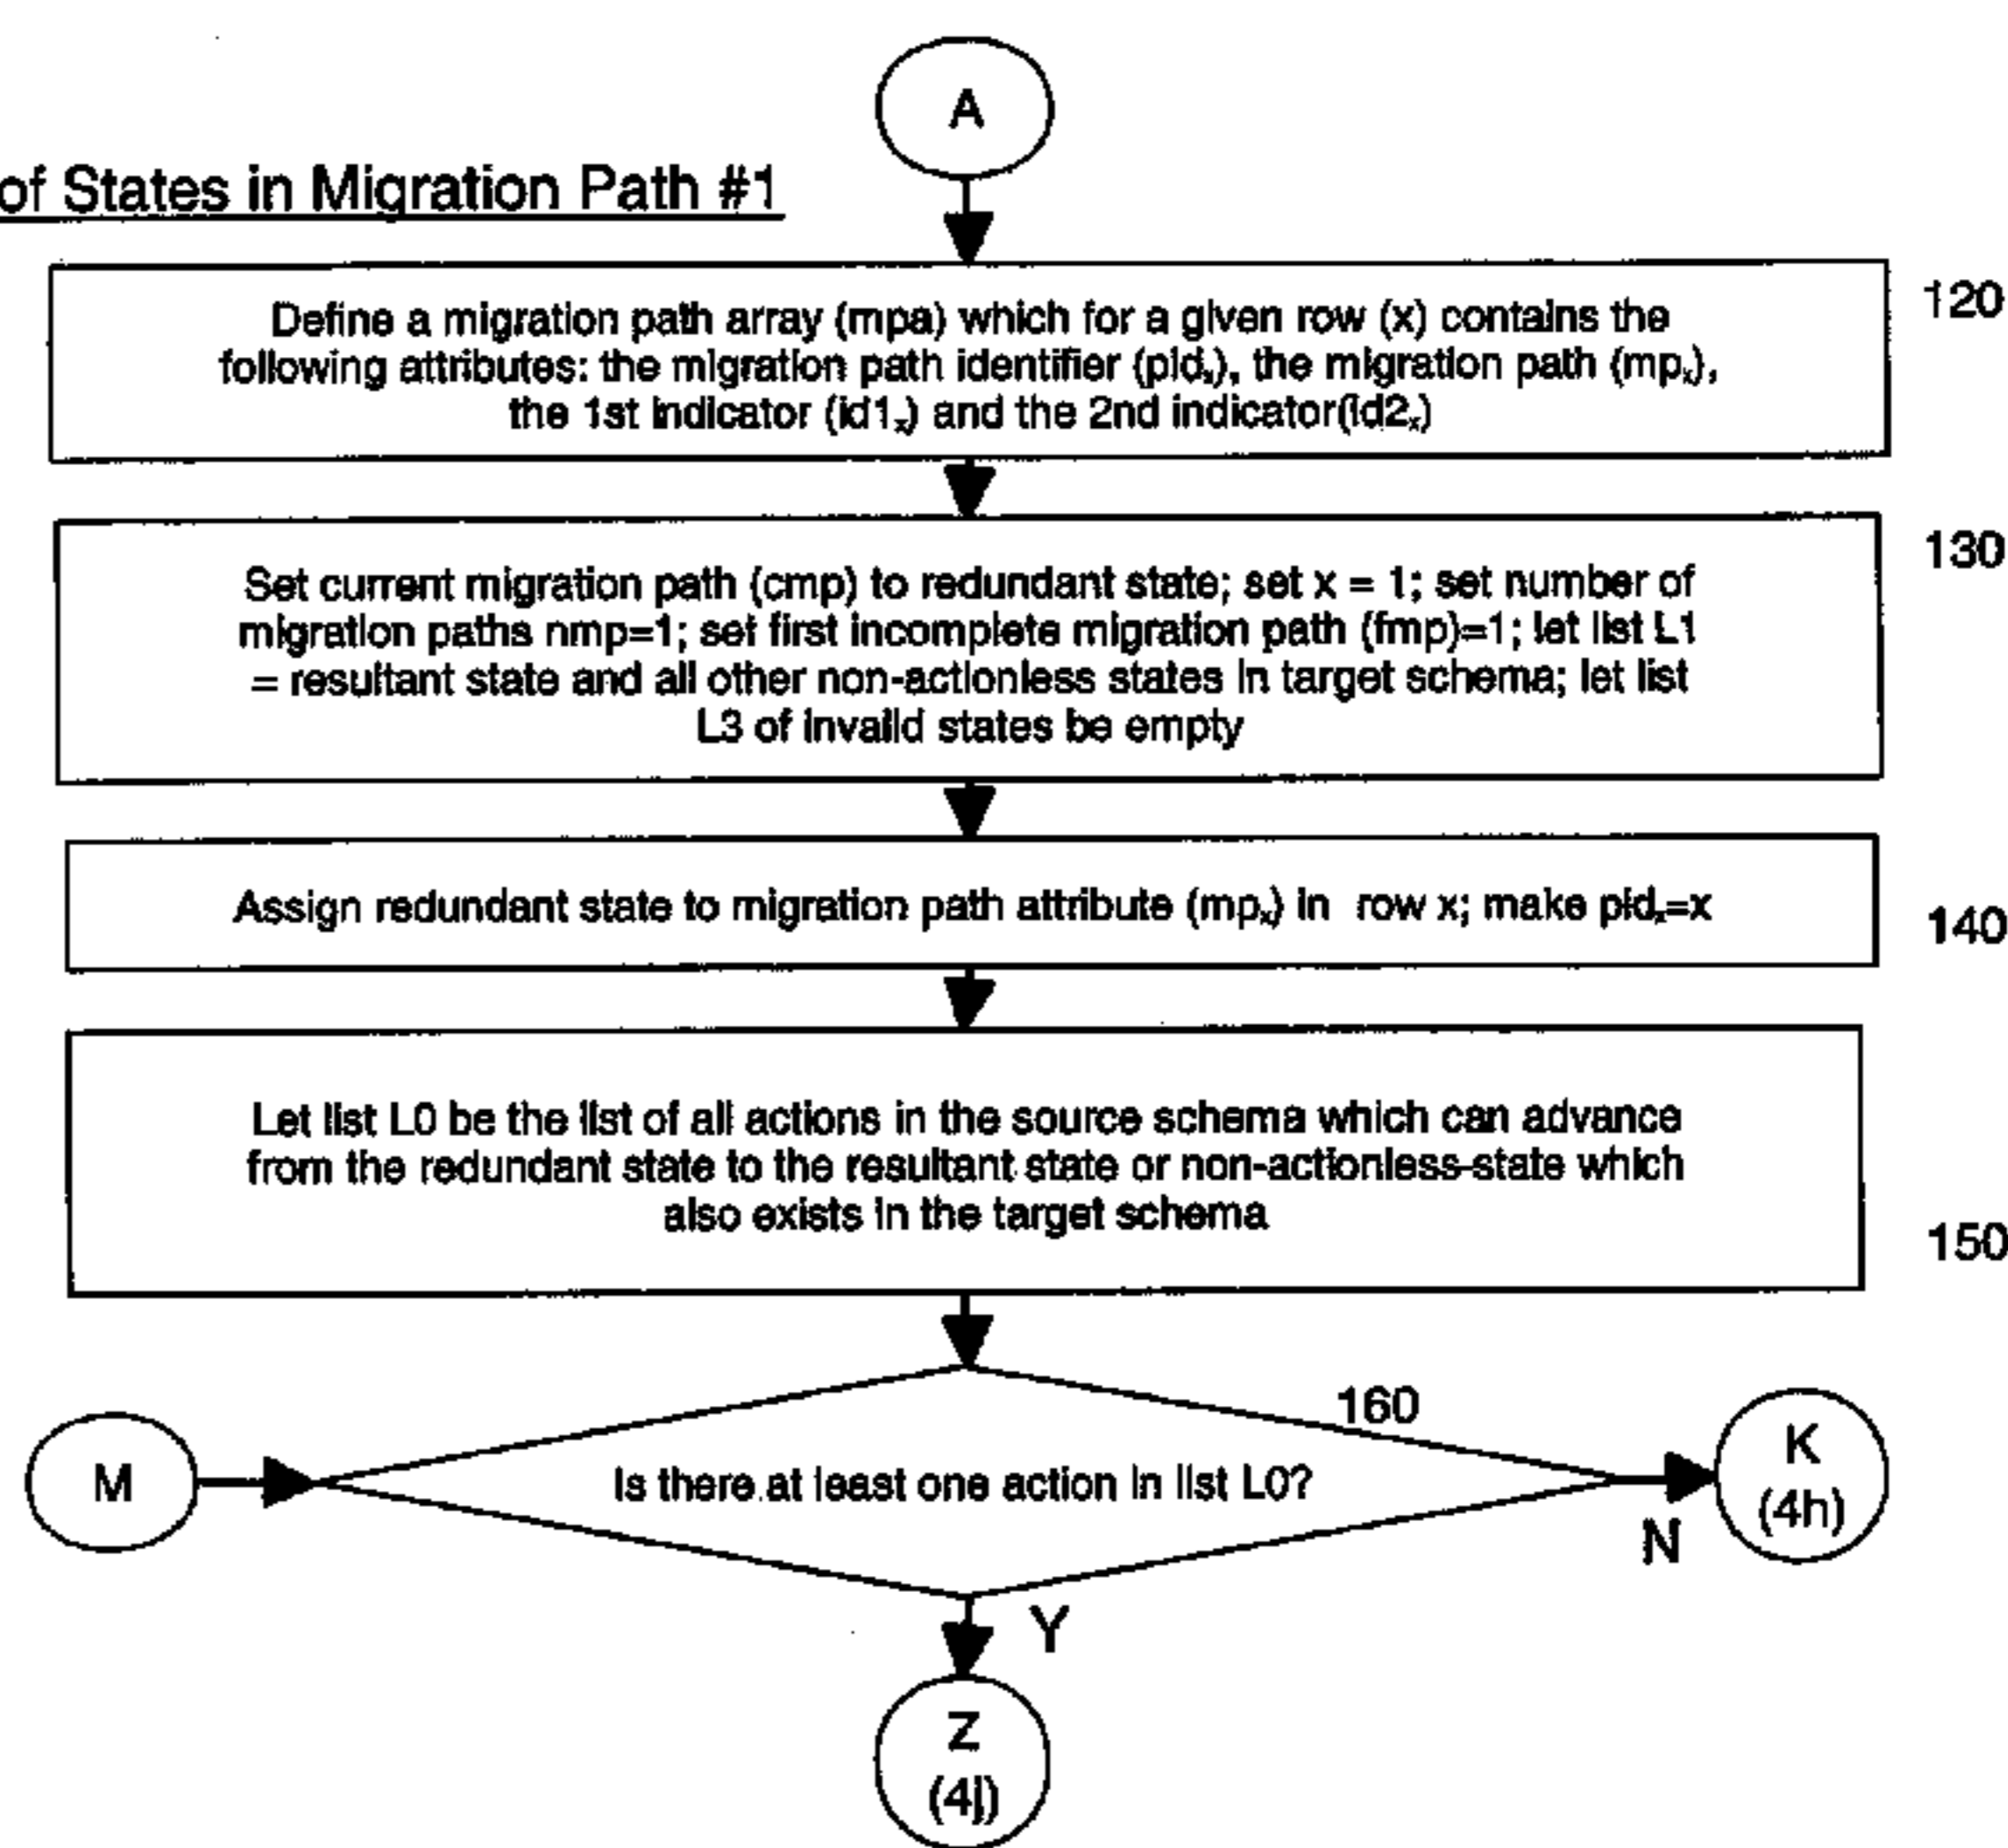 A
of States in Migration Path #1
Define a migration path array (mpa) which for a given row (x) contains the
following attributes: the migration path identifier (pidₓ), the migration path (mpₓ),
the 1st indicator (id1ₓ) and the 2nd indicator(id2ₓ)
120
Set current migration path (cmp) to redundant state; set x = 1; set number of
migration paths nmp=1; set first incomplete migration path (fmp)=1; let list L1
= resultant state and all other non-actionless states in target schema; let list
L3 of invalid states be empty
130
Assign redundant state to migration path attribute (mpₓ) in row x; make pidₓ=x
140
Let list L0 be the list of all actions in the source schema which can advance
from the redundant state to the resultant state or non-actionless-state which
also exists in the target schema
150
160
M
Is there at least one action in list L0?
K
(4h)
N
Y
Z
(4j)